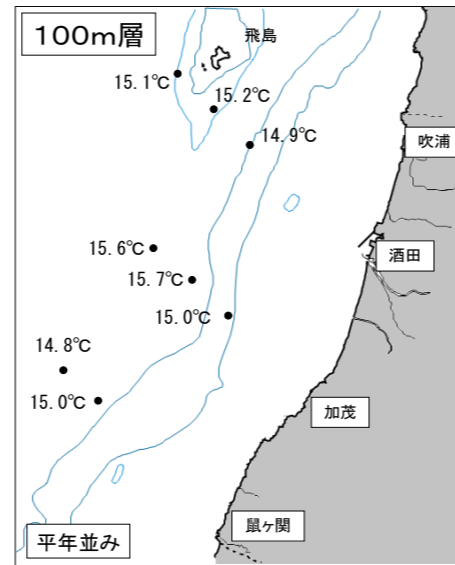 100m層
飛島
15.1℃
15.2℃
14.9℃
吹浦
15.6℃
酒田
15.7℃
15.0℃
14.8℃
15.0℃
加茂
鼠ヶ関
平年並み